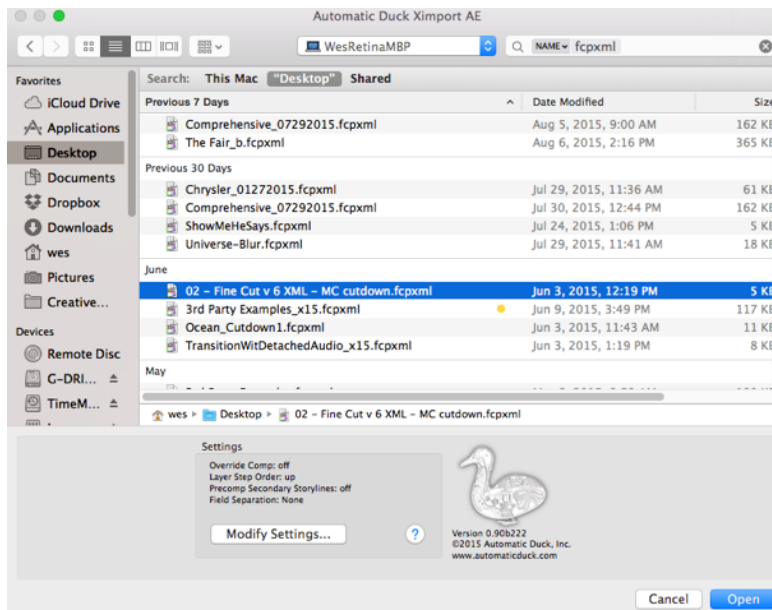 Automatic Duck Ximport AE
WesRetinaMBP
NAME fcpxml
Favorites
iCloud Drive
Applications
Desktop
Documents
Dropbox
Downloads
wes
Pictures
Creative...
Devices
Remote Disc
G-DRI...
TimeM...
Search: This Mac "Desktop" Shared
Previous 7 Days Date Modified Size
Comprehensive_07292015.fcpxml Aug 5, 2015, 9:00 AM 162 KB
The Fair_b.fcpxml Aug 6, 2015, 2:16 PM 365 KB
Previous 30 Days
Chrysler_01272015.fcpxml Jul 29, 2015, 11:36 AM 61 KB
Comprehensive_07292015.fcpxml Jul 30, 2015, 12:44 PM 162 KB
ShowMeHeSays.fcpxml Jul 24, 2015, 1:06 PM 5 KB
Universe-Blur.fcpxml Jul 29, 2015, 11:41 AM 18 KB
June
02 – Fine Cut v 6 XML – MC cutdown.fcpxml Jun 3, 2015, 12:19 PM 5 KB
3rd Party Examples_x15.fcpxml Jun 9, 2015, 3:49 PM 117 KB
Ocean_Cutdown1.fcpxml Jun 3, 2015, 11:43 AM 11 KB
TransitionWitDetachedAudio_x15.fcpxml Jun 3, 2015, 1:19 PM 8 KB
May
wes ▸ Desktop ▸ 02 – Fine Cut v 6 XML – MC cutdown.fcpxml
Settings
Override Comp: off
Layer Step Order: up
Precomp Secondary Storylines: off
Field Separation: None
Modify Settings...
?
Version 0.90b222
©2015 Automatic Duck, Inc.
www.automaticduck.com
Cancel
Open